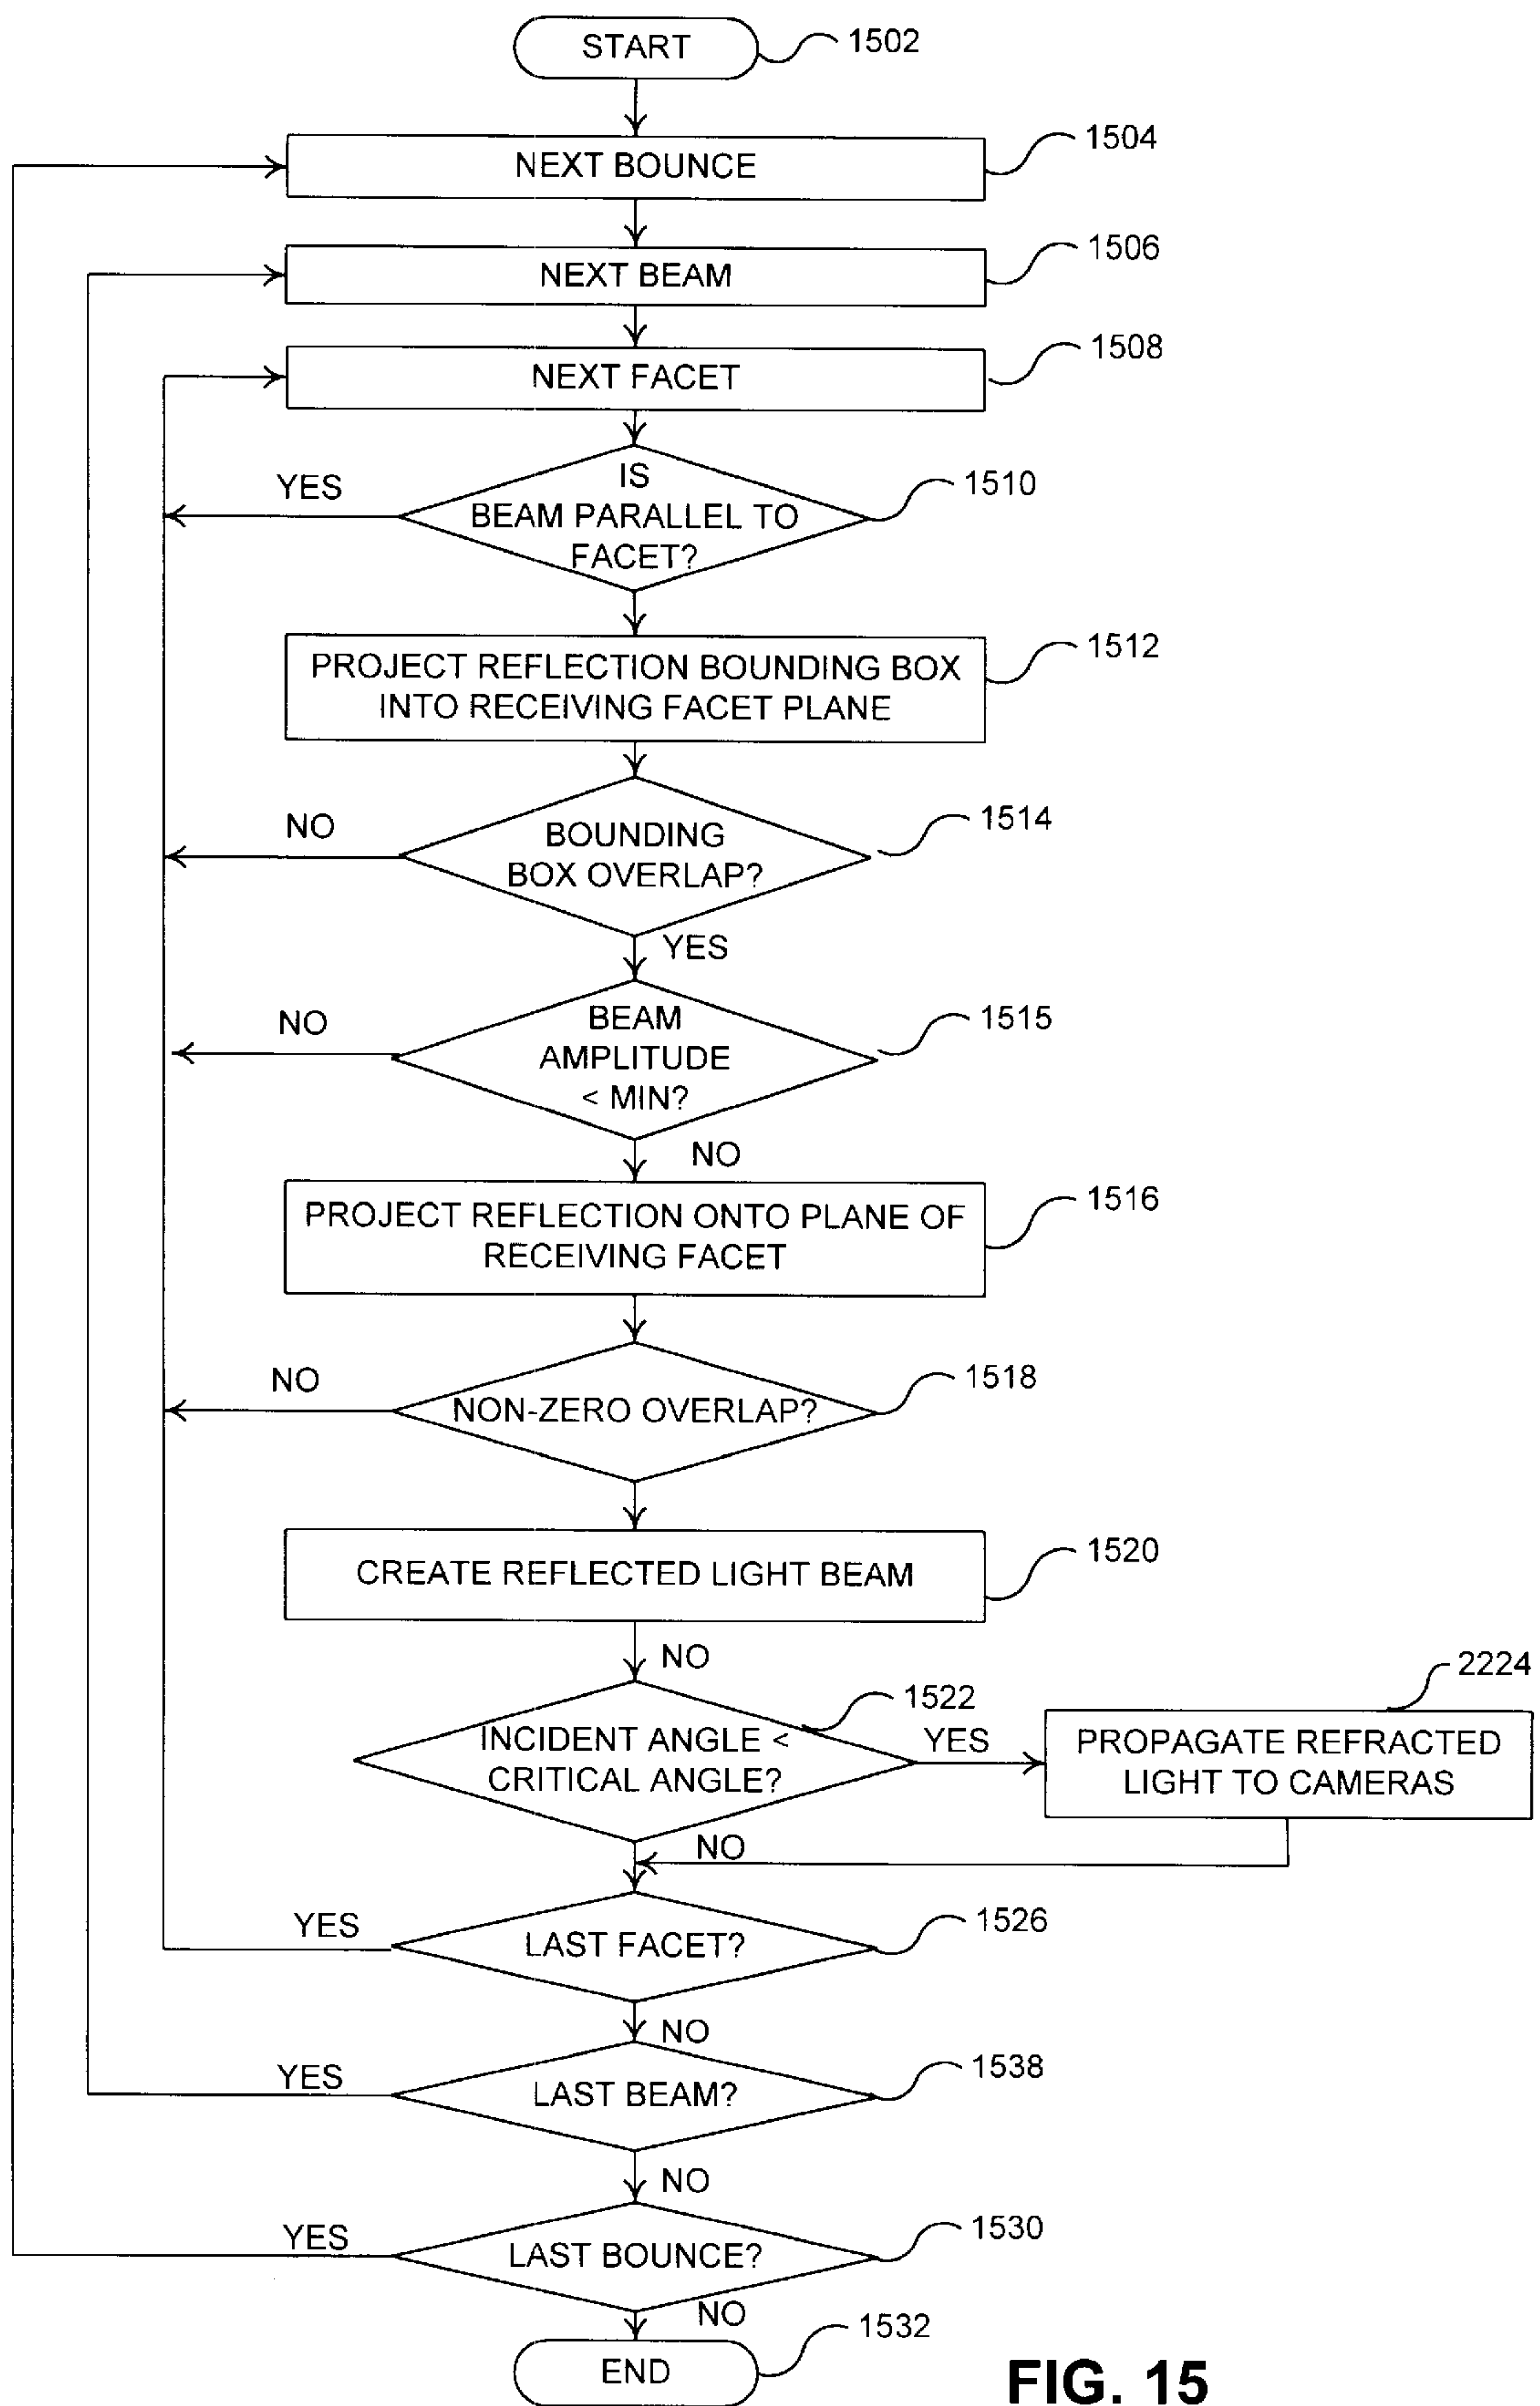 START
1502
1504
NEXT BOUNCE
1506
NEXT BEAM
1508
NEXT FACET
YES
IS
BEAM PARALLEL TO
FACET?
1510
PROJECT REFLECTION BOUNDING BOX
INTO RECEIVING FACET PLANE
1512
NO
BOUNDING
BOX OVERLAP?
1514
YES
NO
BEAM
AMPLITUDE
< MIN?
1515
NO
PROJECT REFLECTION ONTO PLANE OF
RECEIVING FACET
1516
NO
NON-ZERO OVERLAP?
1518
CREATE REFLECTED LIGHT BEAM
1520
NO
1522
INCIDENT ANGLE <
CRITICAL ANGLE?
YES
2224
PROPAGATE REFRACTED
LIGHT TO CAMERAS
NO
YES
LAST FACET?
1526
NO
YES
LAST BEAM?
1538
NO
YES
LAST BOUNCE?
1530
NO
END
1532
FIG. 15